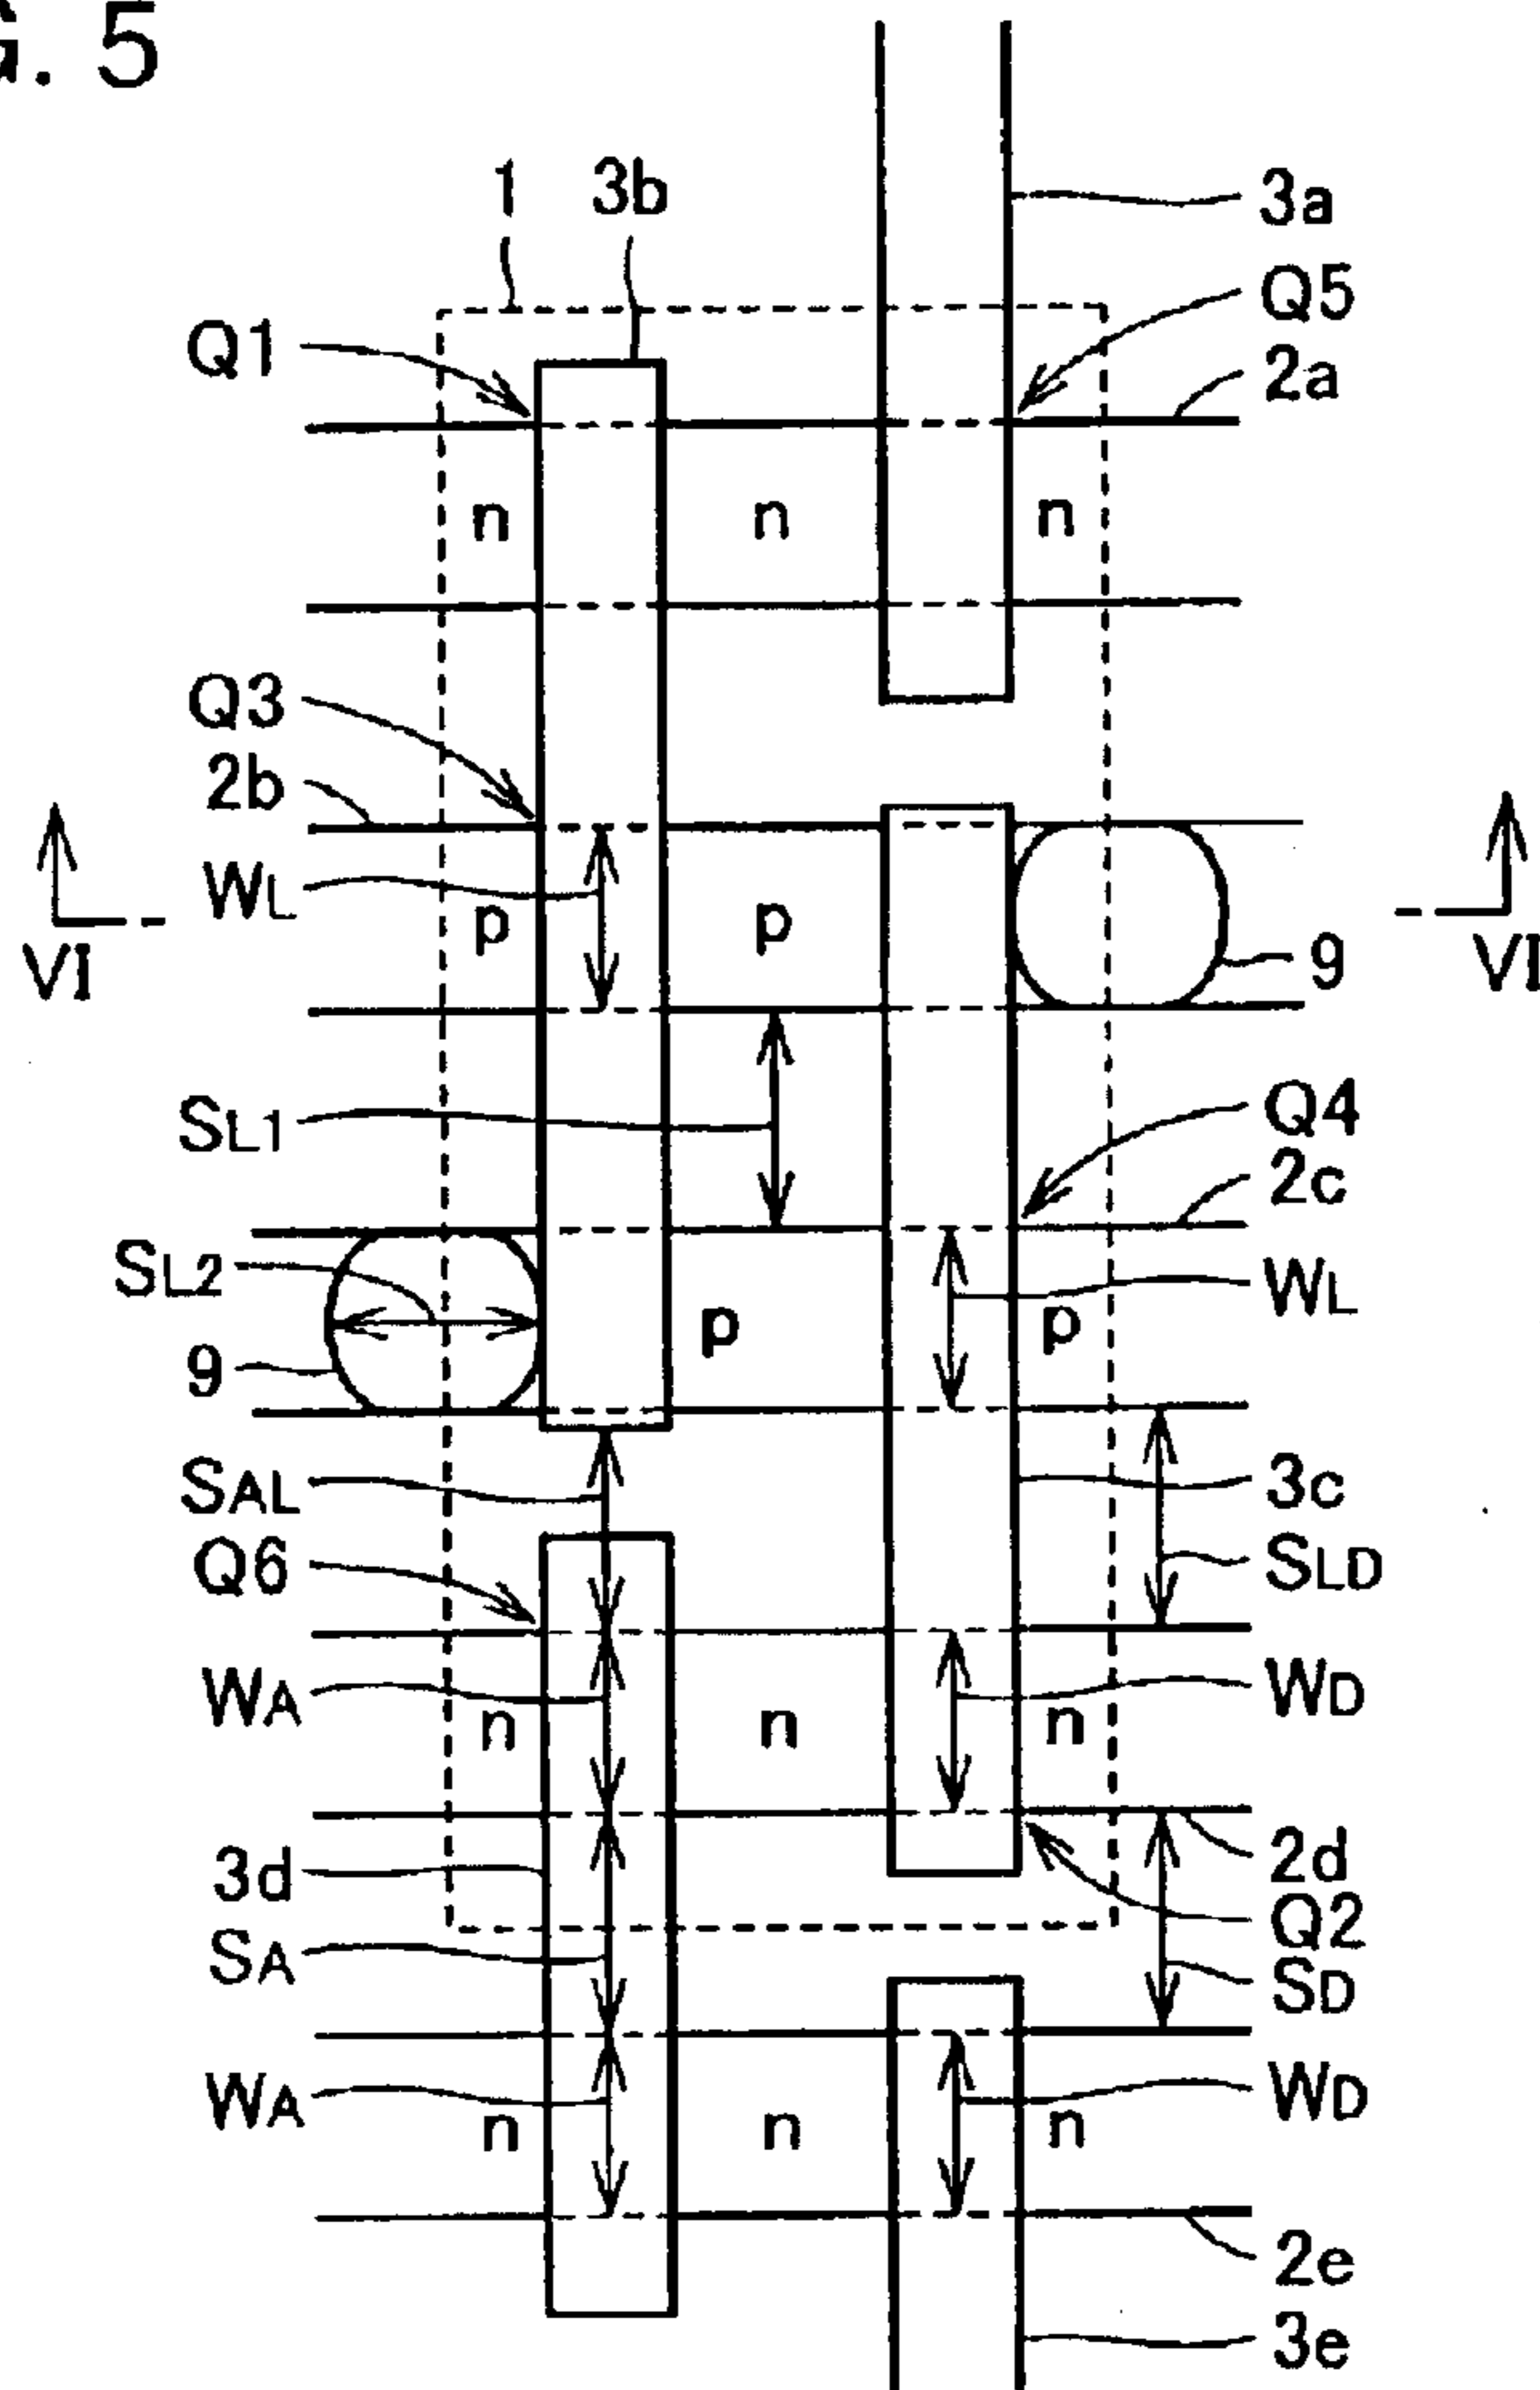 G. 5
1 3b 3a
Q1 Q5
2a
n n n
Q3
2b
WL p p 9
VI VI
SL1 Q4
2c
SL2 p p WL
9
SAL 3c
Q6 SLD
WA n n n WD
3d 2d
Q2
SA SD
WA n n n WD
2e
3e